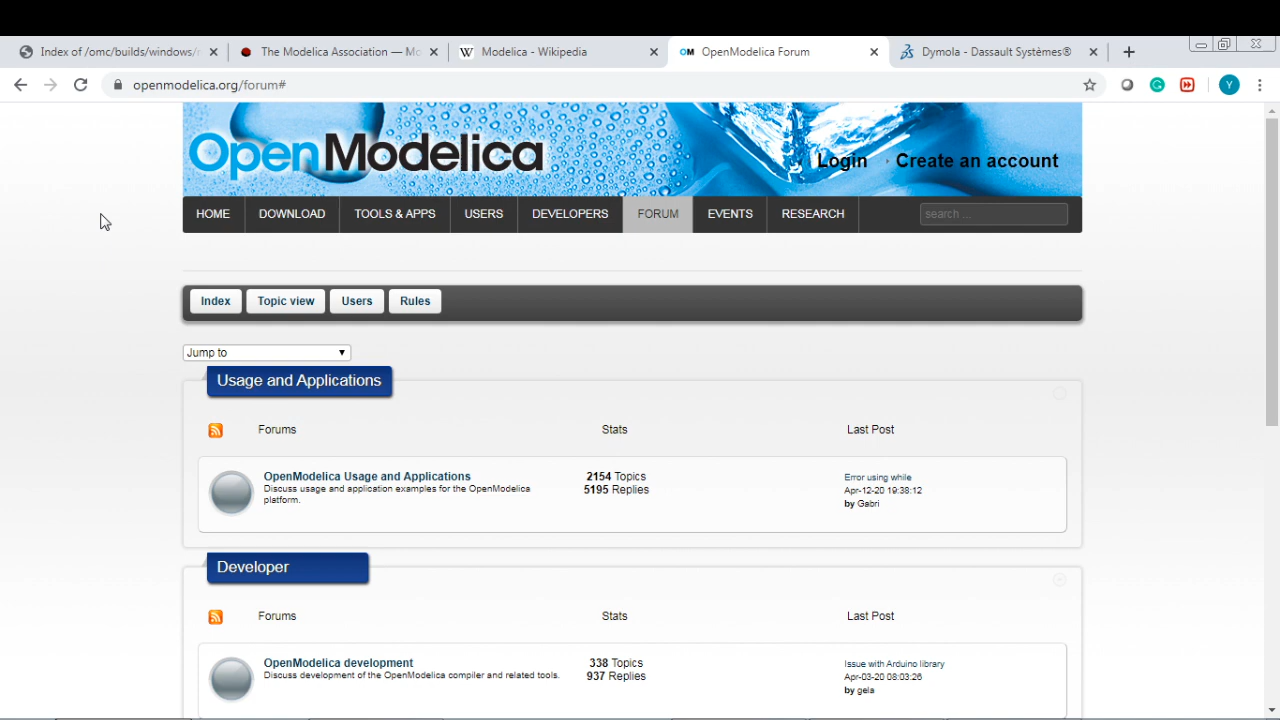 Index of /omc/builds/windows/r
The Modelica Association — Mo
W Modelica - Wikipedia
OM OpenModelica Forum
Dymola - Dassault Systèmes®
openmodelica.org/forum#
Y
OpenModelica
Login
Create an account
HOME
DOWNLOAD
TOOLS & APPS
USERS
DEVELOPERS
FORUM
EVENTS
RESEARCH
search ...
Index
Topic view
Users
Rules
Jump to
Usage and Applications
Forums
Stats
Last Post
OpenModelica Usage and Applications
Discuss usage and application examples for the OpenModelica
platform.
2154 Topics
5195 Replies
Error using while
Apr-12-20 19:38:12
by Gabri
Developer
Forums
Stats
Last Post
OpenModelica development
Discuss development of the OpenModelica compiler and related tools.
338 Topics
937 Replies
Issue with Arduino library
Apr-03-20 08:03:26
by gela